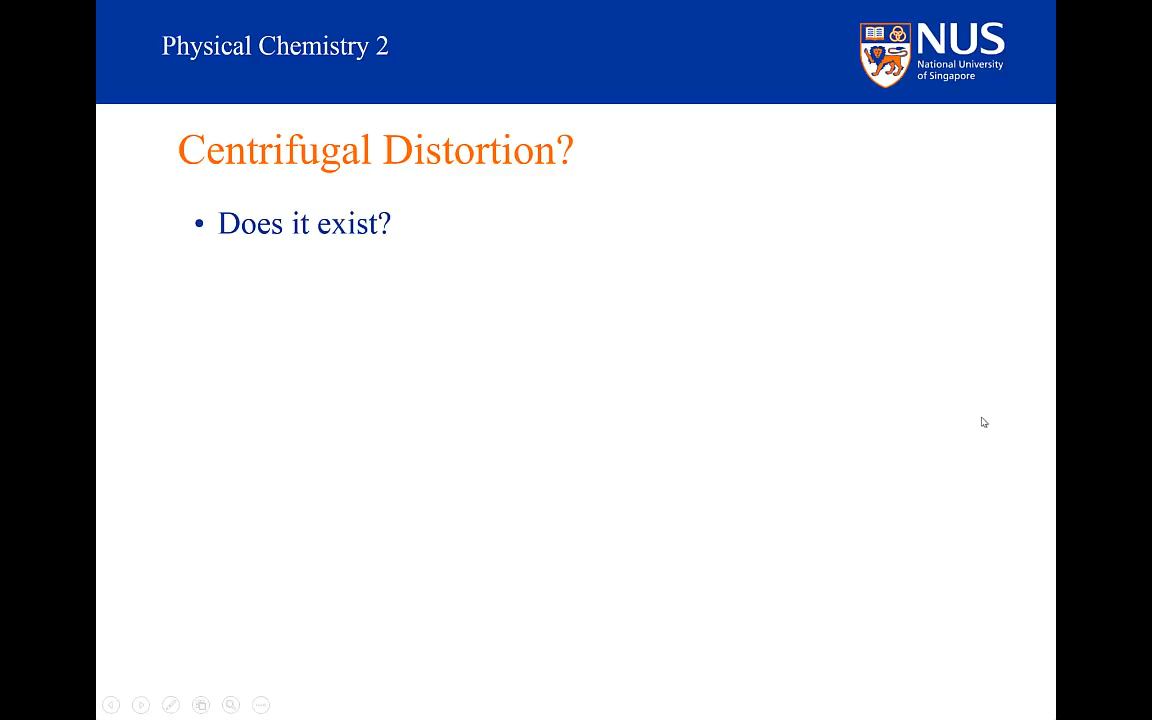 Physical Chemistry 2
NUS
National University
of Singapore
Centrifugal Distortion?
• Does it exist?